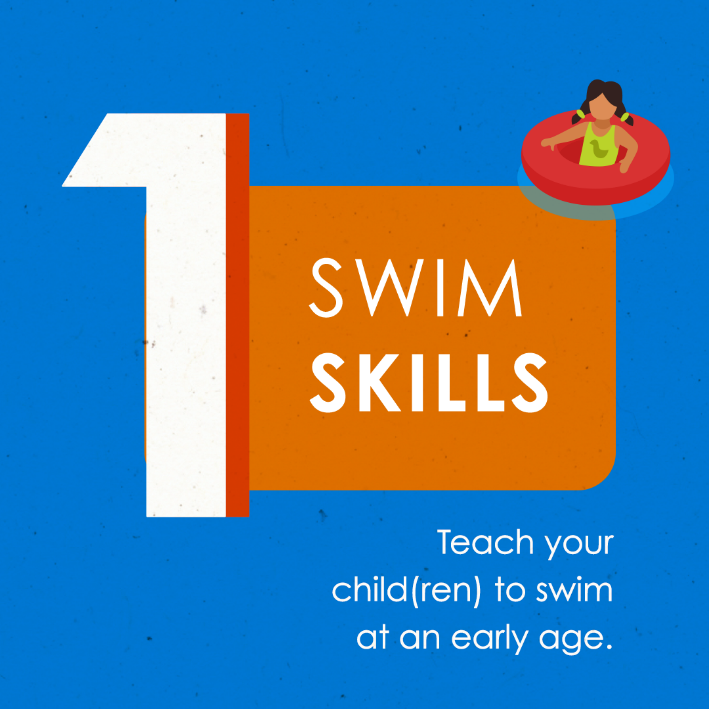 1
SWIM
SKILLS
Teach your
child(ren) to swim
at an early age.